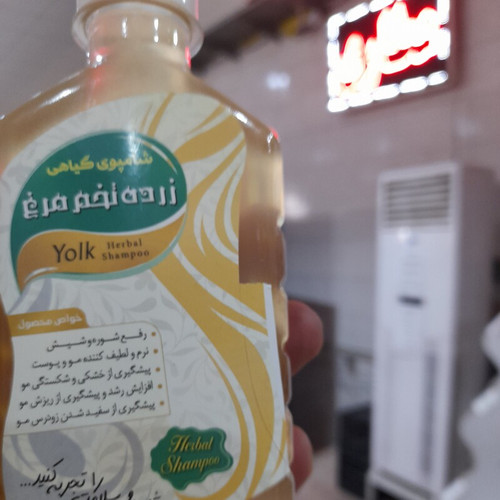 شامپوی گیاهی
زرده تخم مرغ
Yolk Herbal
Shampoo
خواص محصول
• رفع شوره و شپش
• نرم و لطیف کننده مو و پوست
• پیشگیری از خشکی و شکستگی مو
• افزایش رشد و پیشگیری از ریزش مو
• پیشگیری از سفید شدن زودرس مو
Herbal
Shampoo
را تجربه کنید...